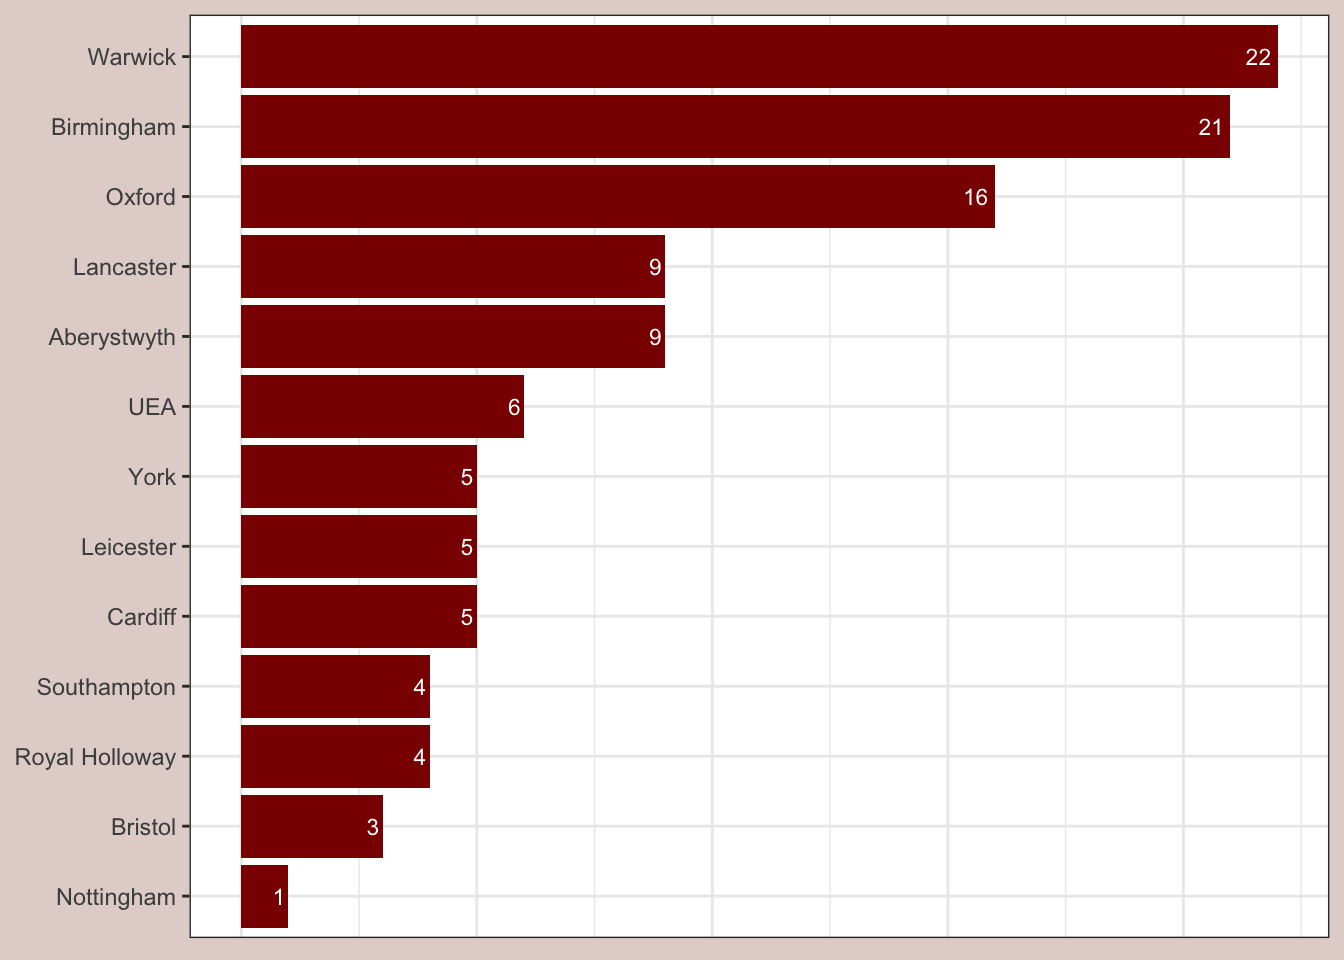 Warwick 22
Birmingham 21
Oxford 16
Lancaster 9
Aberystwyth 9
UEA 6
York 5
Leicester 5
Cardiff 5
Southampton 4
Royal Holloway 4
Bristol 3
Nottingham 1